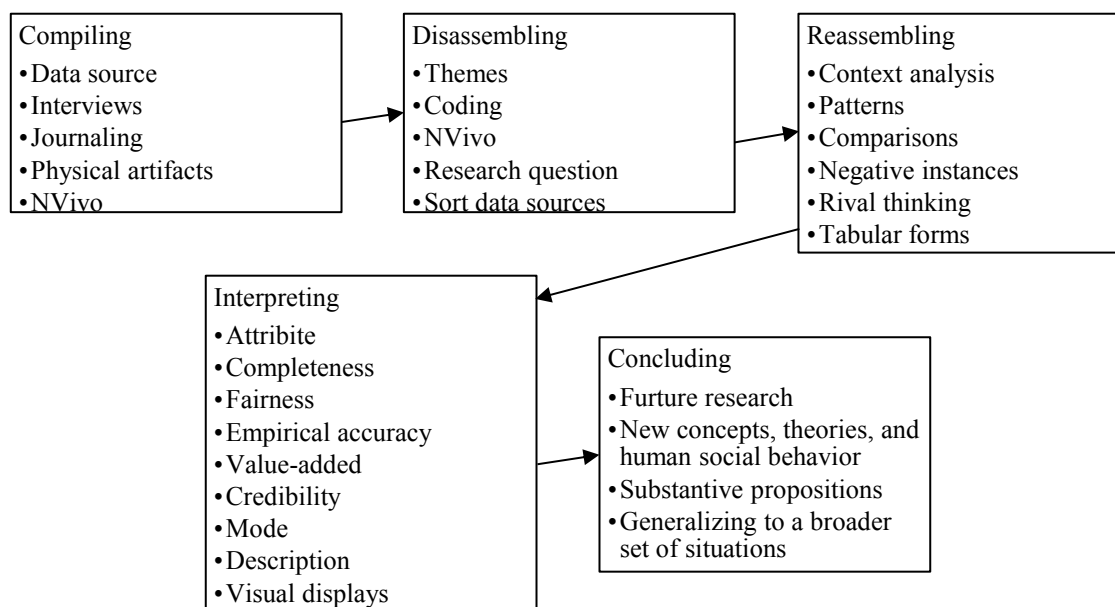 Compiling
•Data source
•Interviews
•Journaling
•Physical artifacts
•NVivo
Disassembling
•Themes
•Coding
•NVivo
•Research question
•Sort data sources
Reassembling
•Context analysis
•Patterns
•Comparisons
•Negative instances
•Rival thinking
•Tabular forms
Interpreting
•Attribite
•Completeness
•Fairness
•Empirical accuracy
•Value-added
•Credibility
•Mode
•Description
•Visual displays
Concluding
•Furture research
•New concepts, theories, and
human social behavior
•Substantive propositions
•Generalizing to a broader
set of situations